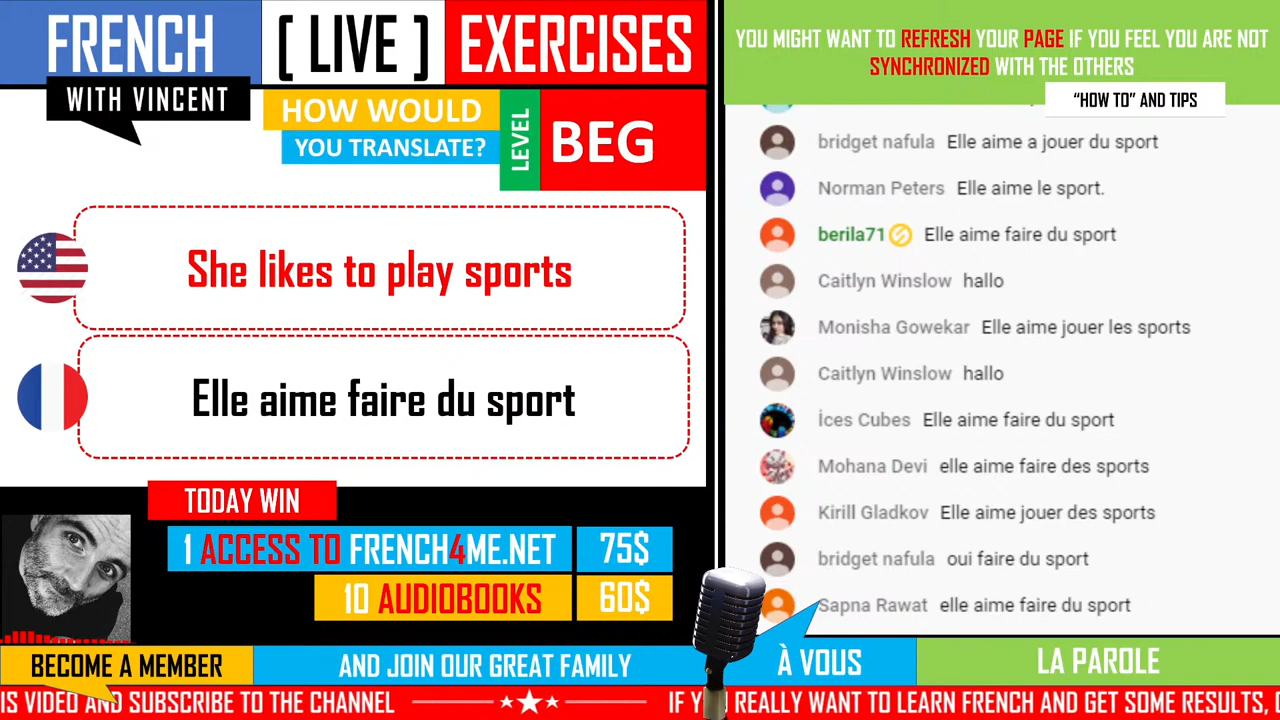 FRENCH
[ LIVE ]
EXERCISES
WITH VINCENT
HOW WOULD
YOU TRANSLATE?
LEVEL
BEG
She likes to play sports
Elle aime faire du sport
TODAY WIN
1 ACCESS TO FRENCH4ME.NET
75$
10 AUDIOBOOKS
60$
YOU MIGHT WANT TO REFRESH YOUR PAGE IF YOU FEEL YOU ARE NOT
SYNCHRONIZED WITH THE OTHERS
“HOW TO” AND TIPS
bridget nafula Elle aime a jouer du sport
Norman Peters Elle aime le sport.
berila71 Elle aime faire du sport
Caitlyn Winslow hallo
Monisha Gowekar Elle aime jouer les sports
Caitlyn Winslow hallo
İces Cubes Elle aime faire du sport
Mohana Devi elle aime faire des sports
Kirill Gladkov Elle aime jouer des sports
bridget nafula oui faire du sport
Sapna Rawat elle aime faire du sport
BECOME A MEMBER
AND JOIN OUR GREAT FAMILY
À VOUS
LA PAROLE
IS VIDEO AND SUBSCRIBE TO THE CHANNEL
IF YOU REALLY WANT TO LEARN FRENCH AND GET SOME RESULTS,